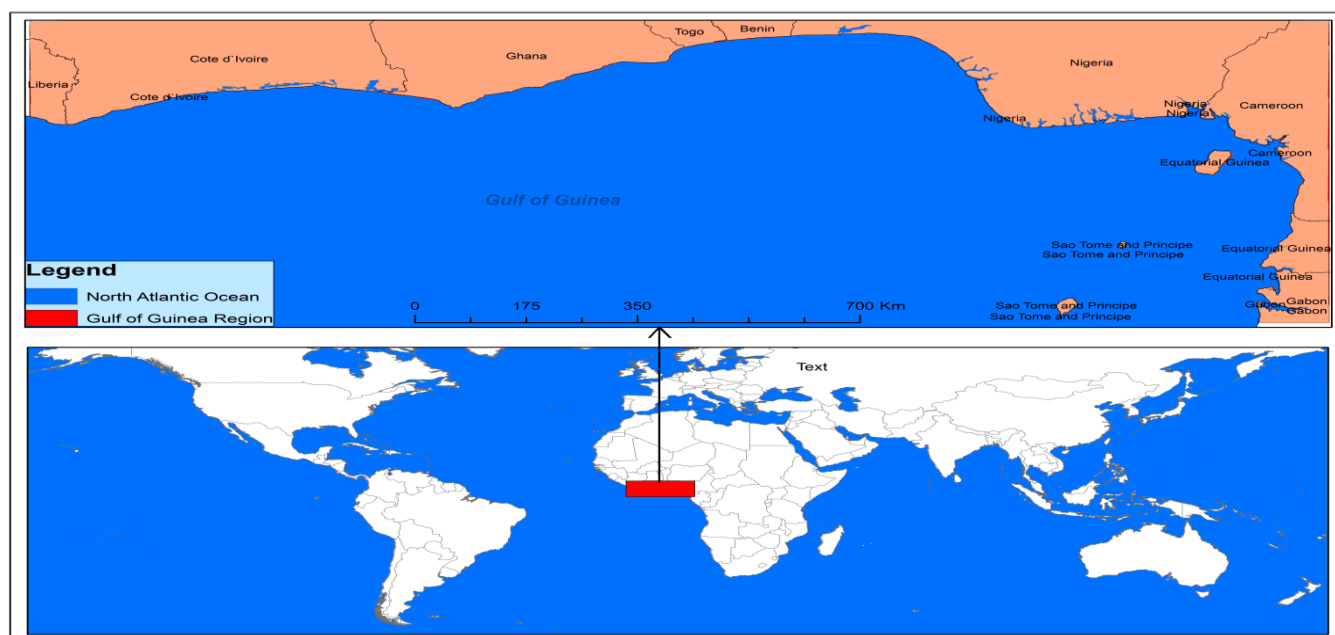 Togo
Benin
Cote d'Ivoire
Ghana
Nigeria
Liberia
Cote d'Ivoire
Nigeria
Nigeria
Cameroon
Nigeria
Cameroon
Equatorial Guinea
Gulf of Guinea
Sao Tome and Principe
Sao Tome and Principe
Equatorial Guinea
Equatorial Guinea
Legend
North Atlantic Ocean
Gulf of Guinea Region
0 175 350 700 Km
Sao Tome and Principe
Sao Tome and Principe
Gabon
Gabon
Gabon
Text